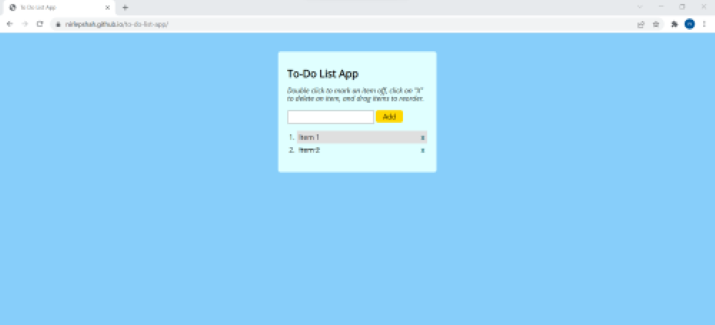 To Do List App
nirlepshah.github.io/to-do-list-app/
To-Do List App
Double click to mark an item off, click on "X"
to delete an item, and drag items to reorder.
Add
1. Item 1 x
2. Item 2 x